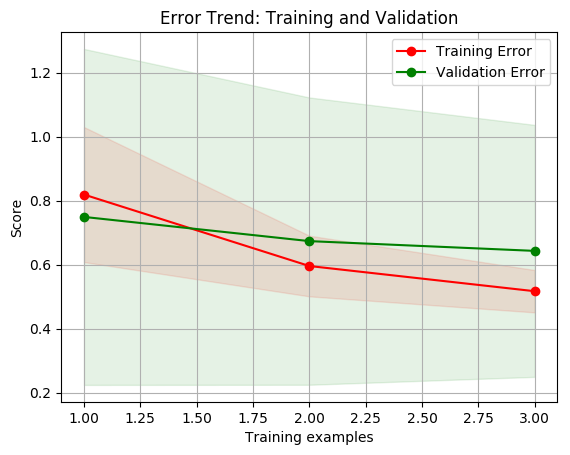 Error Trend: Training and Validation
Training Error
Validation Error
Score
1.2
1.0
0.8
0.6
0.4
0.2
1.00 1.25 1.50 1.75 2.00 2.25 2.50 2.75 3.00
Training examples